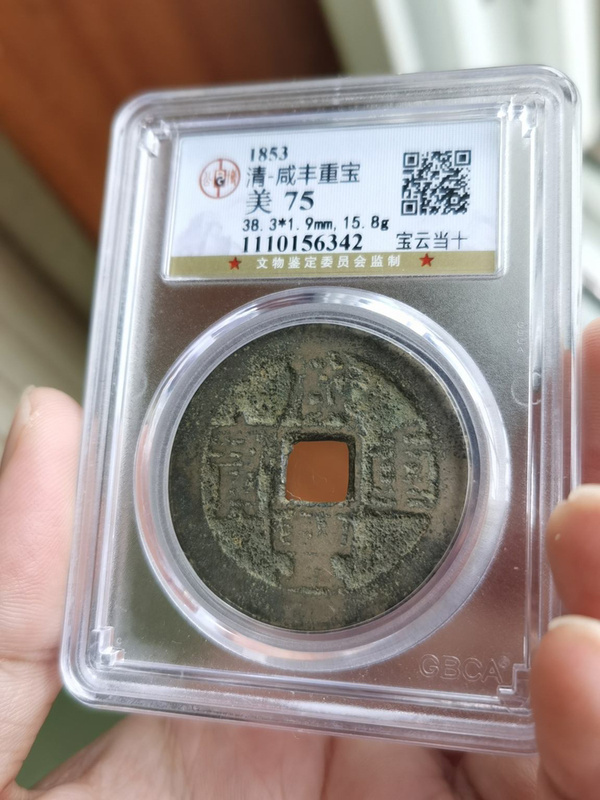 1853
清-咸丰重宝
美 75
38.3*1.9mm,15.8g
1110156342 宝云当十
文物鉴定委员会监制
咸
重
豐
寶
GBCA